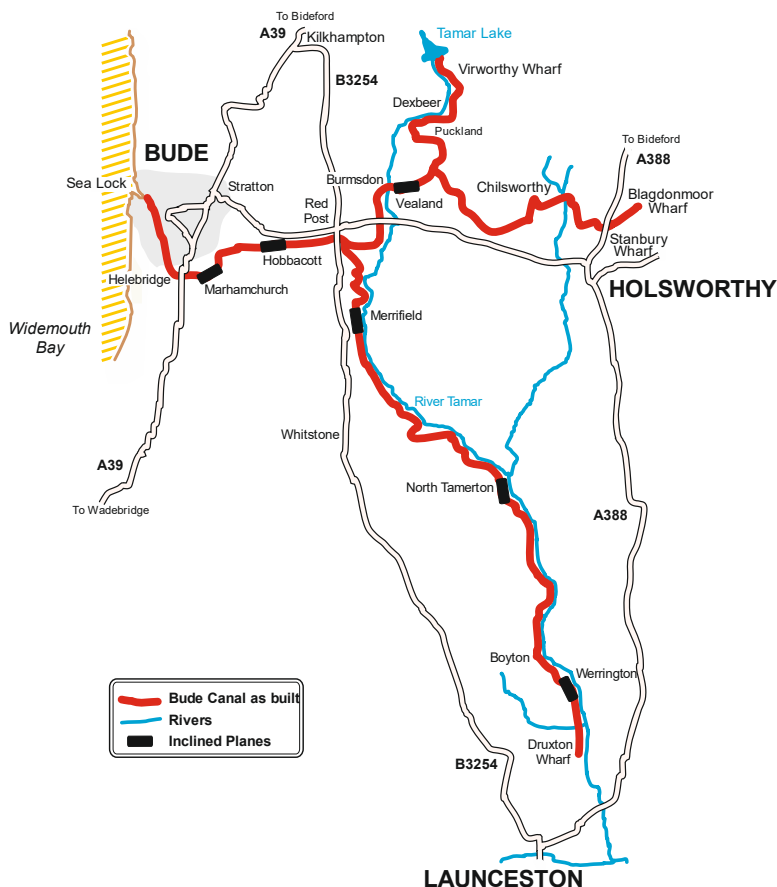 To Bideford
A39
Kilkhampton
B3254
Tamar Lake
Virworthy Wharf
Dexbeer
Puckland
To Bideford
A388
BUDE
Sea Lock
Stratton
Burmsdon
Vealand
Chilsworthy
Blagdonmoor
Wharf
Red
Post
Stanbury
Wharf
Hobbacott
Helebridge
Marhamchurch
HOLSWORTHY
Widemouth
Bay
Merrifield
River Tamar
Whitstone
A39
To Wadebridge
North Tamerton
A388
Boyton
Werrington
Bude Canal as built
Rivers
Inclined Planes
Druxton
Wharf
B3254
LAUNCESTON